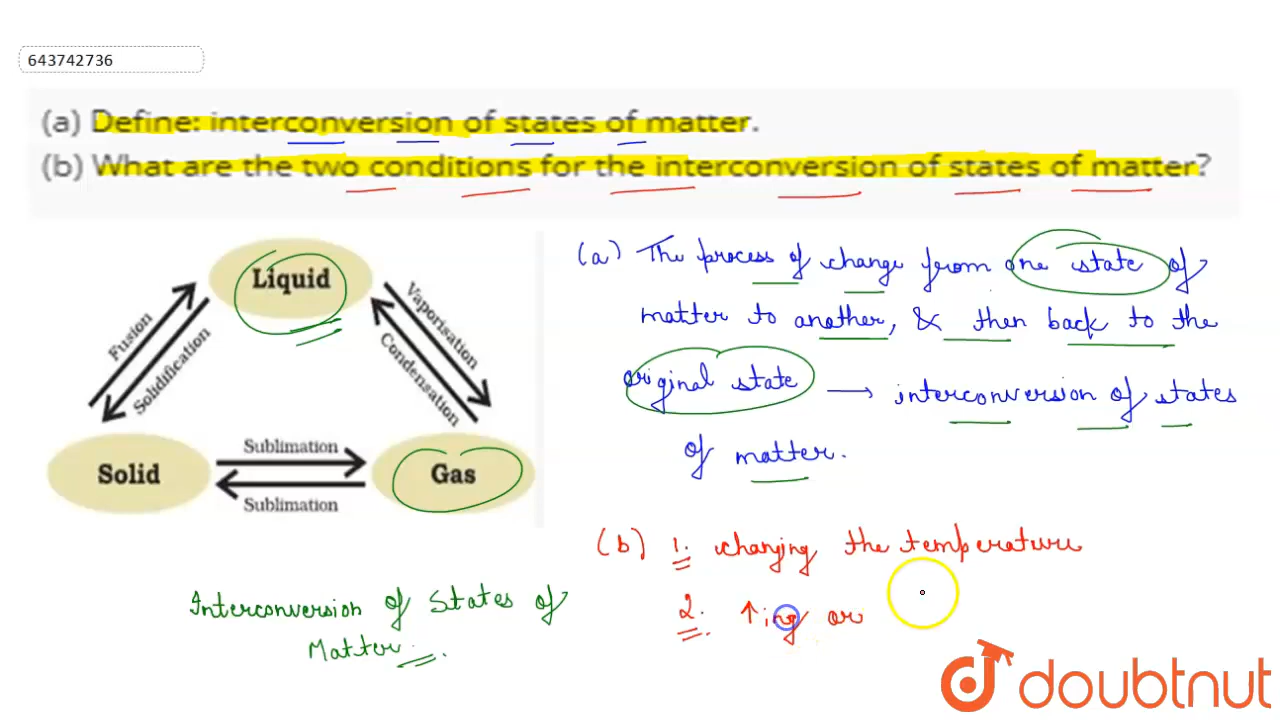 643742736
(a) Define: interconversion of states of matter.
(b) What are the two conditions for the interconversion of states of matter?
Liquid
Fusion
Solidification
Vaporisation
Condensation
Solid
Sublimation
Gas
Sublimation
(a) The process of change from one state of
matter to another, & then back to the
original state → interconversion of states
of matter.
(b) 1. changing the temperature
2. ↑ing or
Interconversion of States of
Matter.
doubtnut